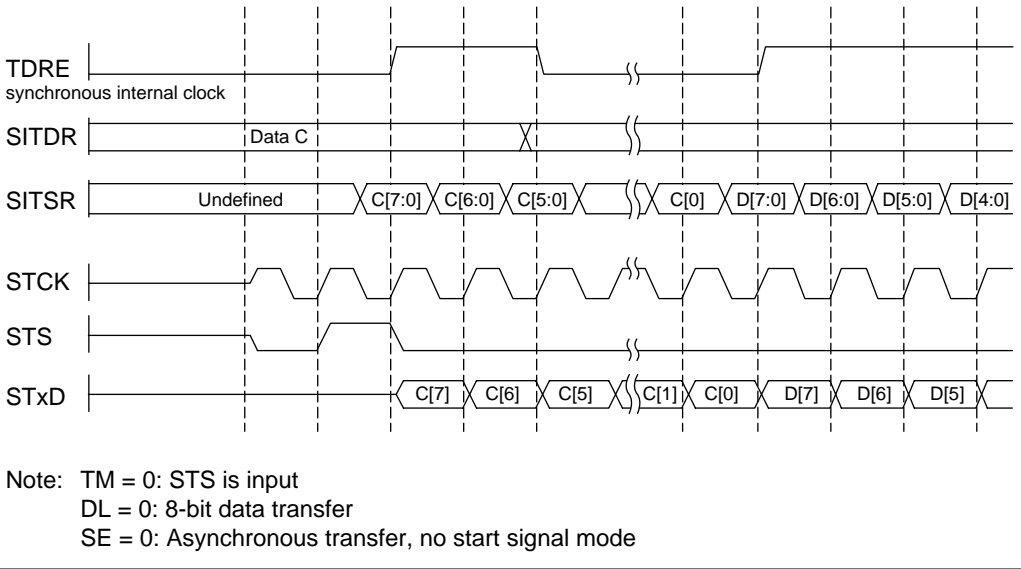 TDRE
synchronous internal clock
SITDR Data C
SITSR Undefined C[7:0] C[6:0] C[5:0] C[0] D[7:0] D[6:0] D[5:0] D[4:0]
STCK
STS
STxD C[7] C[6] C[5] C[1] C[0] D[7] D[6] D[5]
Note: TM = 0: STS is input
DL = 0: 8-bit data transfer
SE = 0: Asynchronous transfer, no start signal mode